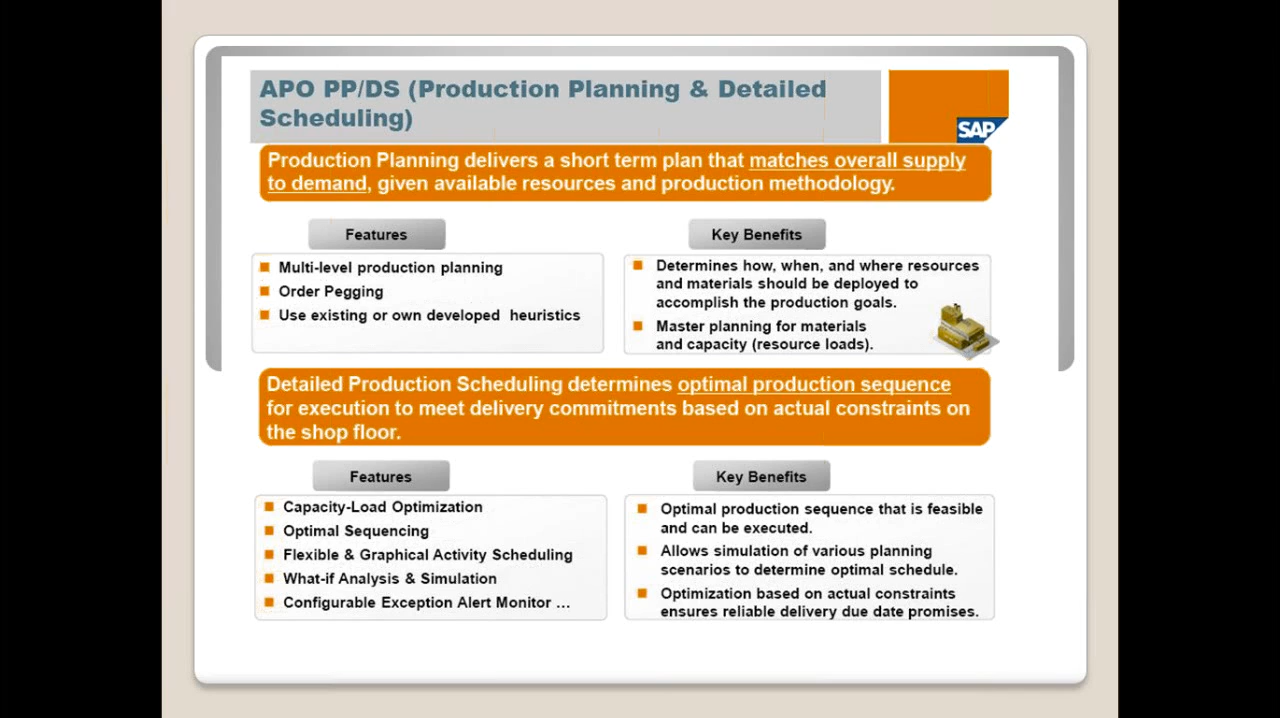 APO PP/DS (Production Planning & Detailed
Scheduling)
SAP
Production Planning delivers a short term plan that matches overall supply
to demand, given available resources and production methodology.
Features
Multi-level production planning
Order Pegging
Use existing or own developed heuristics
Key Benefits
Determines how, when, and where resources
and materials should be deployed to
accomplish the production goals.
Master planning for materials
and capacity (resource loads).
Detailed Production Scheduling determines optimal production sequence
for execution to meet delivery commitments based on actual constraints on
the shop floor.
Features
Capacity-Load Optimization
Optimal Sequencing
Flexible & Graphical Activity Scheduling
What-if Analysis & Simulation
Configurable Exception Alert Monitor ...
Key Benefits
Optimal production sequence that is feasible
and can be executed.
Allows simulation of various planning
scenarios to determine optimal schedule.
Optimization based on actual constraints
ensures reliable delivery due date promises.